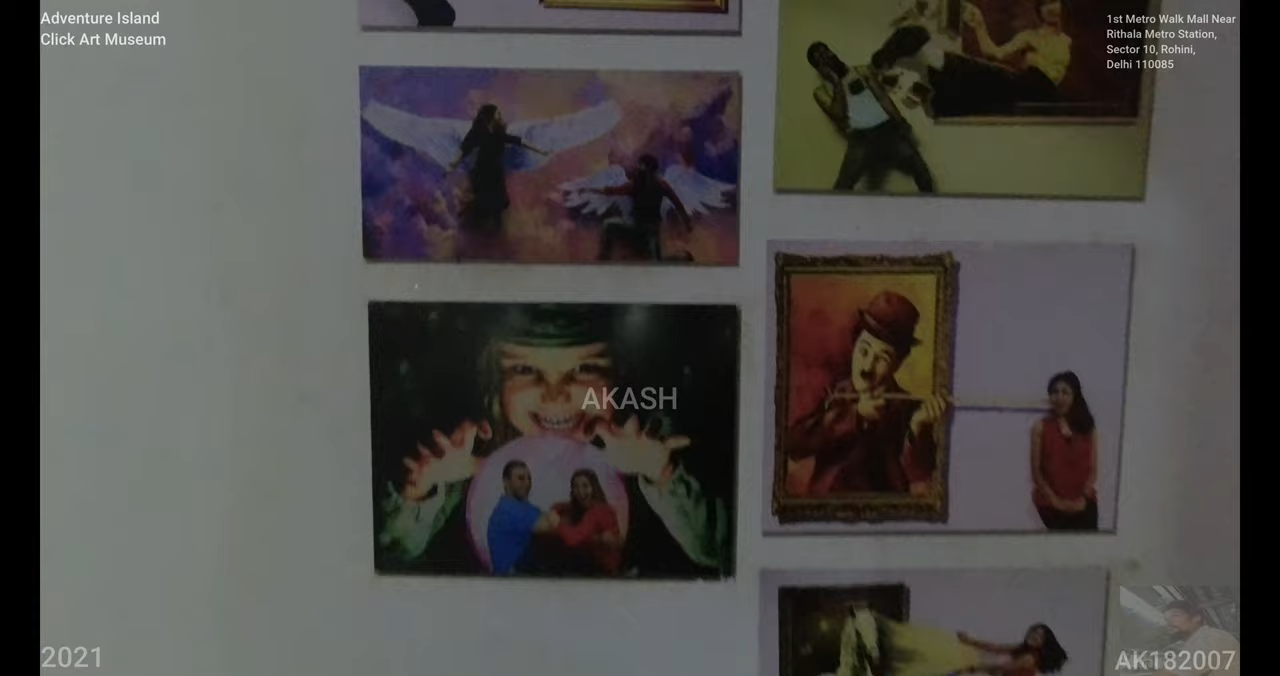 Adventure Island
Click Art Museum
1st Metro Walk Mall Near
Rithala Metro Station,
Sector 10, Rohini,
Delhi 110085
AKASH
2021
AK182007